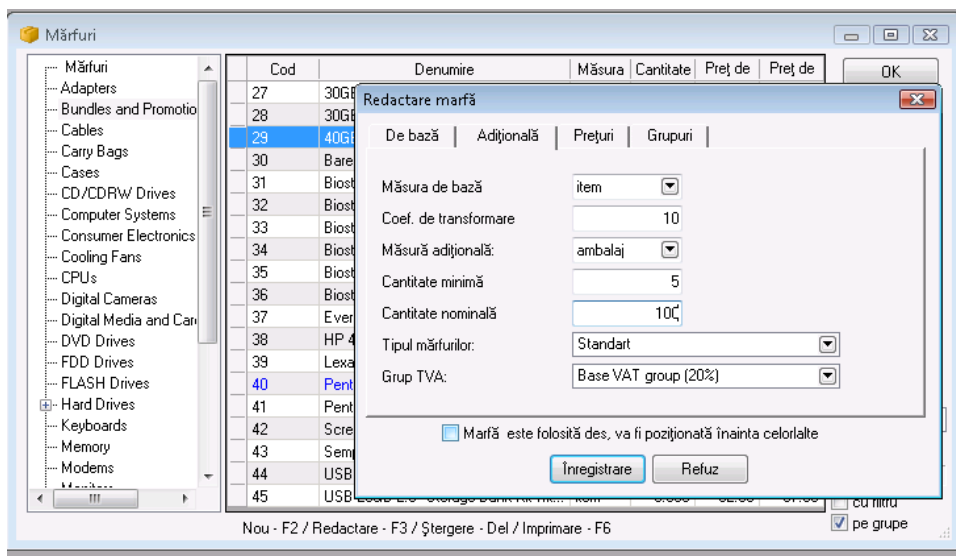 Mărfuri
Mărfuri
Adapters
Bundles and Promotio
Cables
Carry Bags
Cases
CD/CDRW Drives
Computer Systems
Consumer Electronics
Cooling Fans
CPUs
Digital Cameras
Digital Media and Car
DVD Drives
FDD Drives
FLASH Drives
Hard Drives
Keyboards
Memory
Modems
Cod Denumire Măsura Cantitate Preț de Preț de
OK
27 30GB
28 30GB
29 40GB
30 Bare
31 Biost
32 Biost
33 Biost
34 Biost
35 Biost
36 Biost
37 Ever
38 HP 4
39 Lexa
40 Pent
41 Pent
42 Scre
43 Semp
44 USB
45 USB
Redactare marfă
De bază Adițională Prețuri Grupuri
Măsura de bază item
Coef. de transformare 10
Măsură adițională: ambalaj
Cantitate minimă 5
Cantitate nominală 100
Tipul mărfurilor: Standart
Grup TVA: Base VAT group (20%)
Marfă este folosită des, va fi poziționată înainta celorlalte
Înregistrare Refuz
cu filtru
pe grupe
Nou - F2 / Redactare - F3 / Ștergere - Del / Imprimare - F6